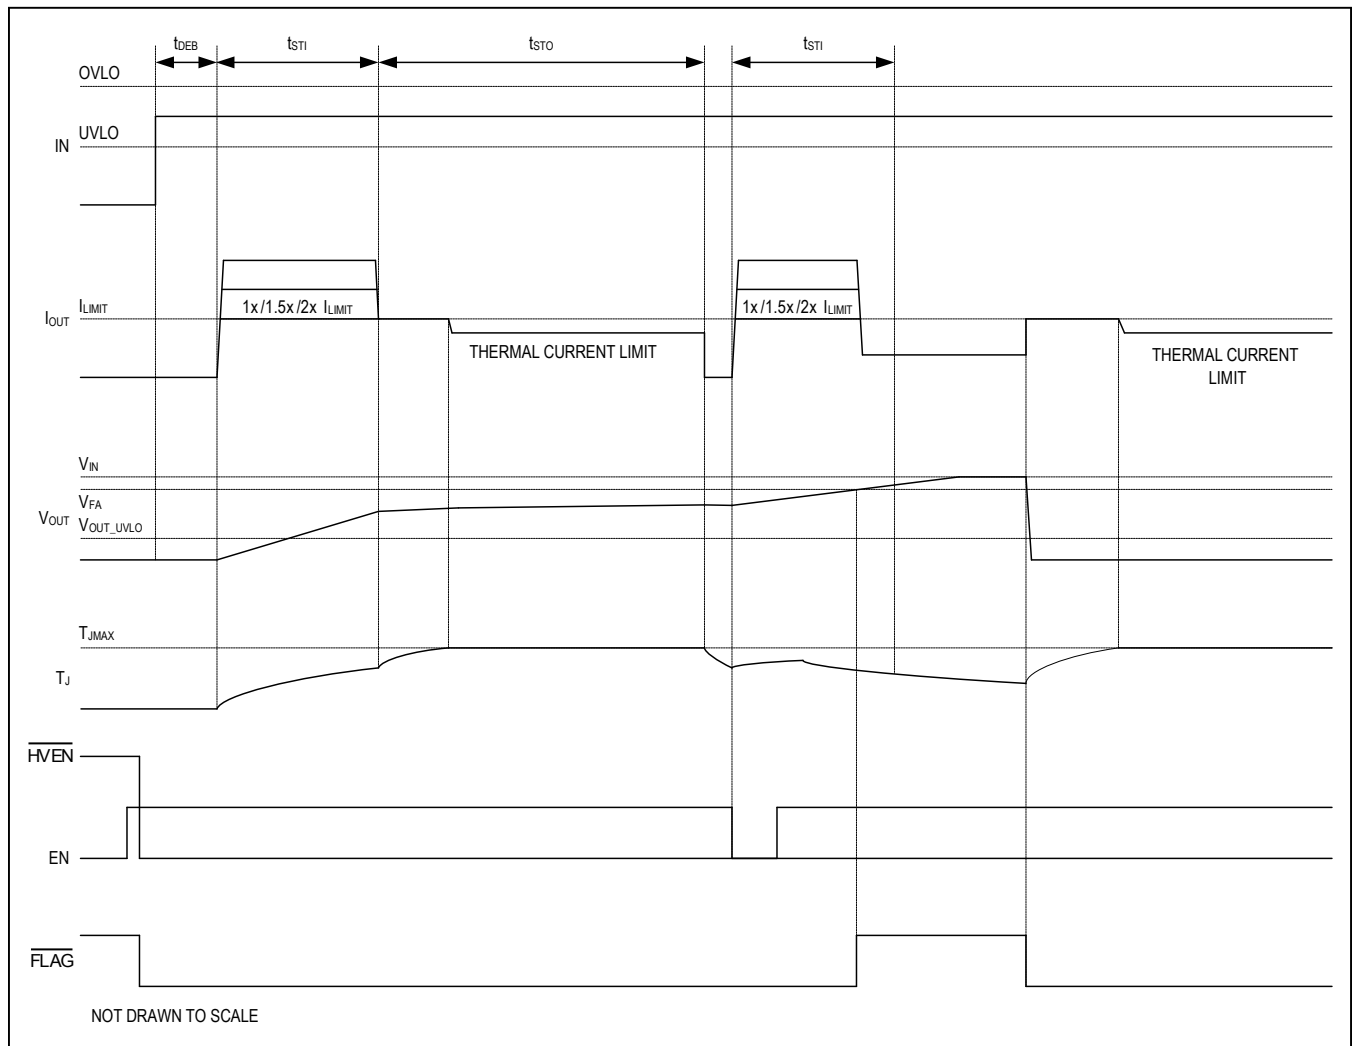 tDEB tSTI tSTO tSTI
OVLO
UVLO
IN
ILIMIT
IOUT
1x/1.5x/2x ILIMIT
1x/1.5x/2x ILIMIT
THERMAL CURRENT LIMIT
THERMAL CURRENT
LIMIT
VIN
VFA
VOUT
VOUT_UVLO
TJMAX
TJ
HVEN
EN
FLAG
NOT DRAWN TO SCALE